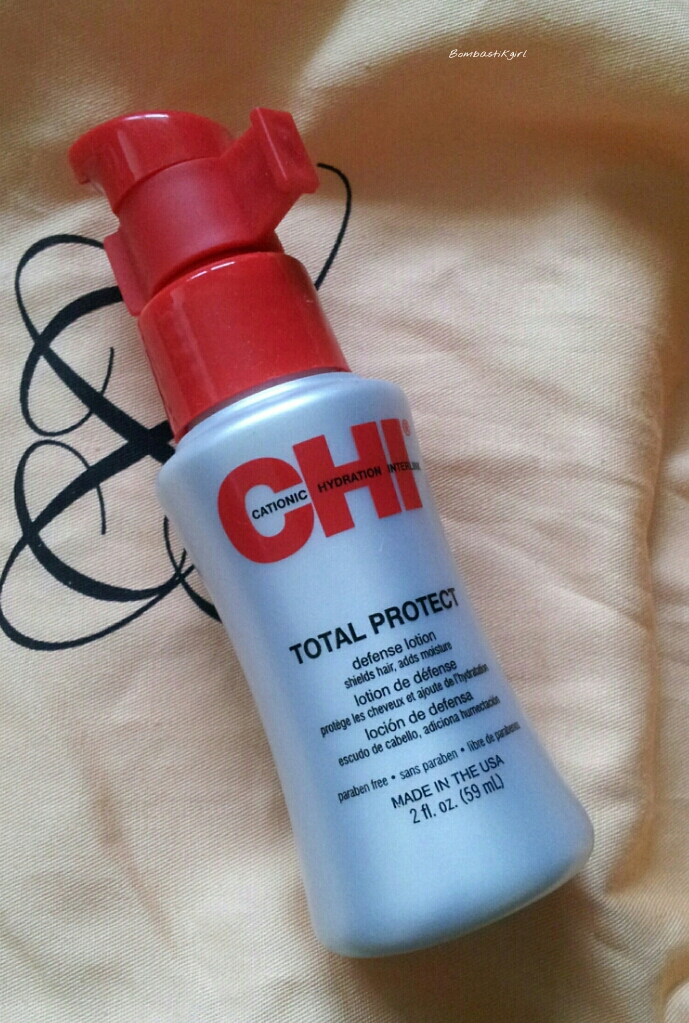 Bombastikgirl
CHI®
CATIONIC HYDRATION
TOTAL PROTECT
defense lotion
shields hair, adds moisture
lotion de défense
protège les cheveux et ajoute de l'hydratation
loción de defensa
escudo de cabello, adiciona humectación
paraben free • sans paraben • libre de parabenes
MADE IN THE USA
2 fl. oz. (59 mL)